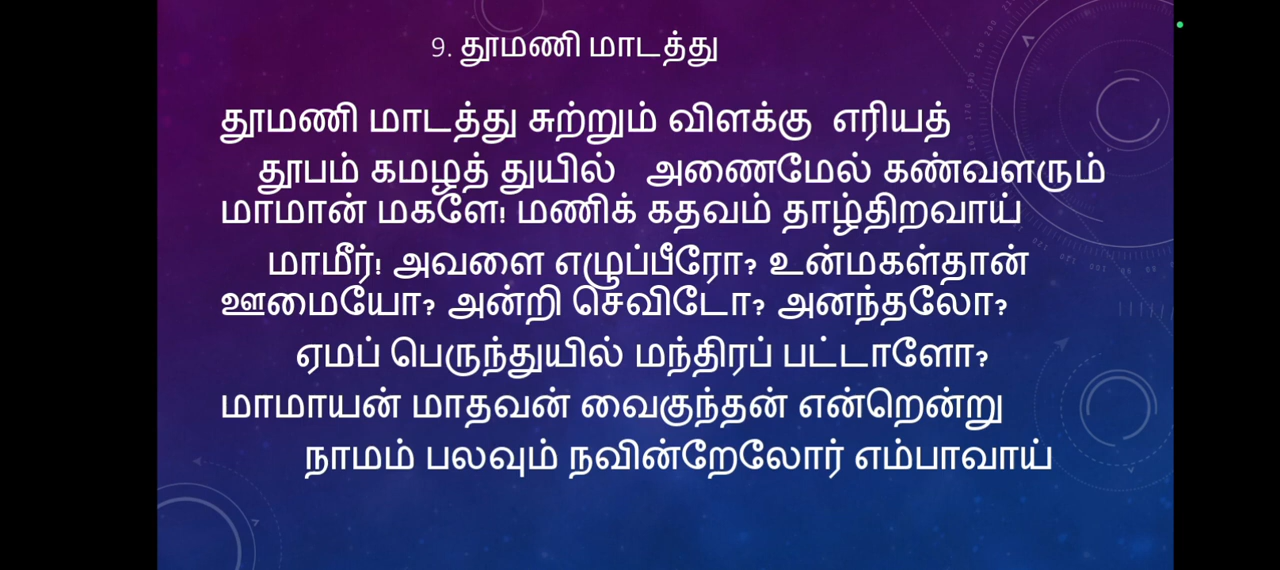 9. தூமணி மாடத்து
தூமணி மாடத்து சுற்றும் விளக்கு எரியத்
தூபம் கமழத் துயில் அணைமேல் கண்வளரும்
மாமான் மகளே! மணிக் கதவம் தாழ்திறவாய்
மாமீர்! அவளை எழுப்பீரோ? உன்மகள்தான்
ஊமையோ? அன்றி செவிடோ? அனந்தலோ?
ஏமப் பெருந்துயில் மந்திரப் பட்டாளோ?
மாமாயன் மாதவன் வைகுந்தன் என்றென்று
நாமம் பலவும் நவின்றேலோர் எம்பாவாய்